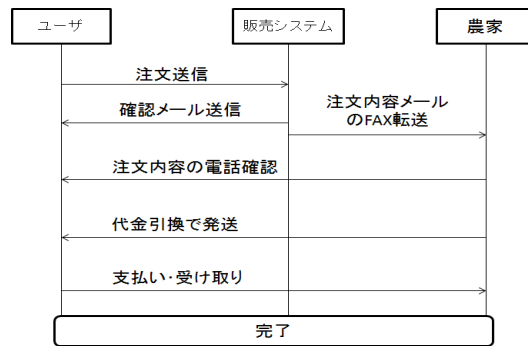 ユーザ
販売システム
農家
注文送信
確認メール送信
注文内容メール
のFAX転送
注文内容の電話確認
代金引換で発送
支払い・受け取り
完了